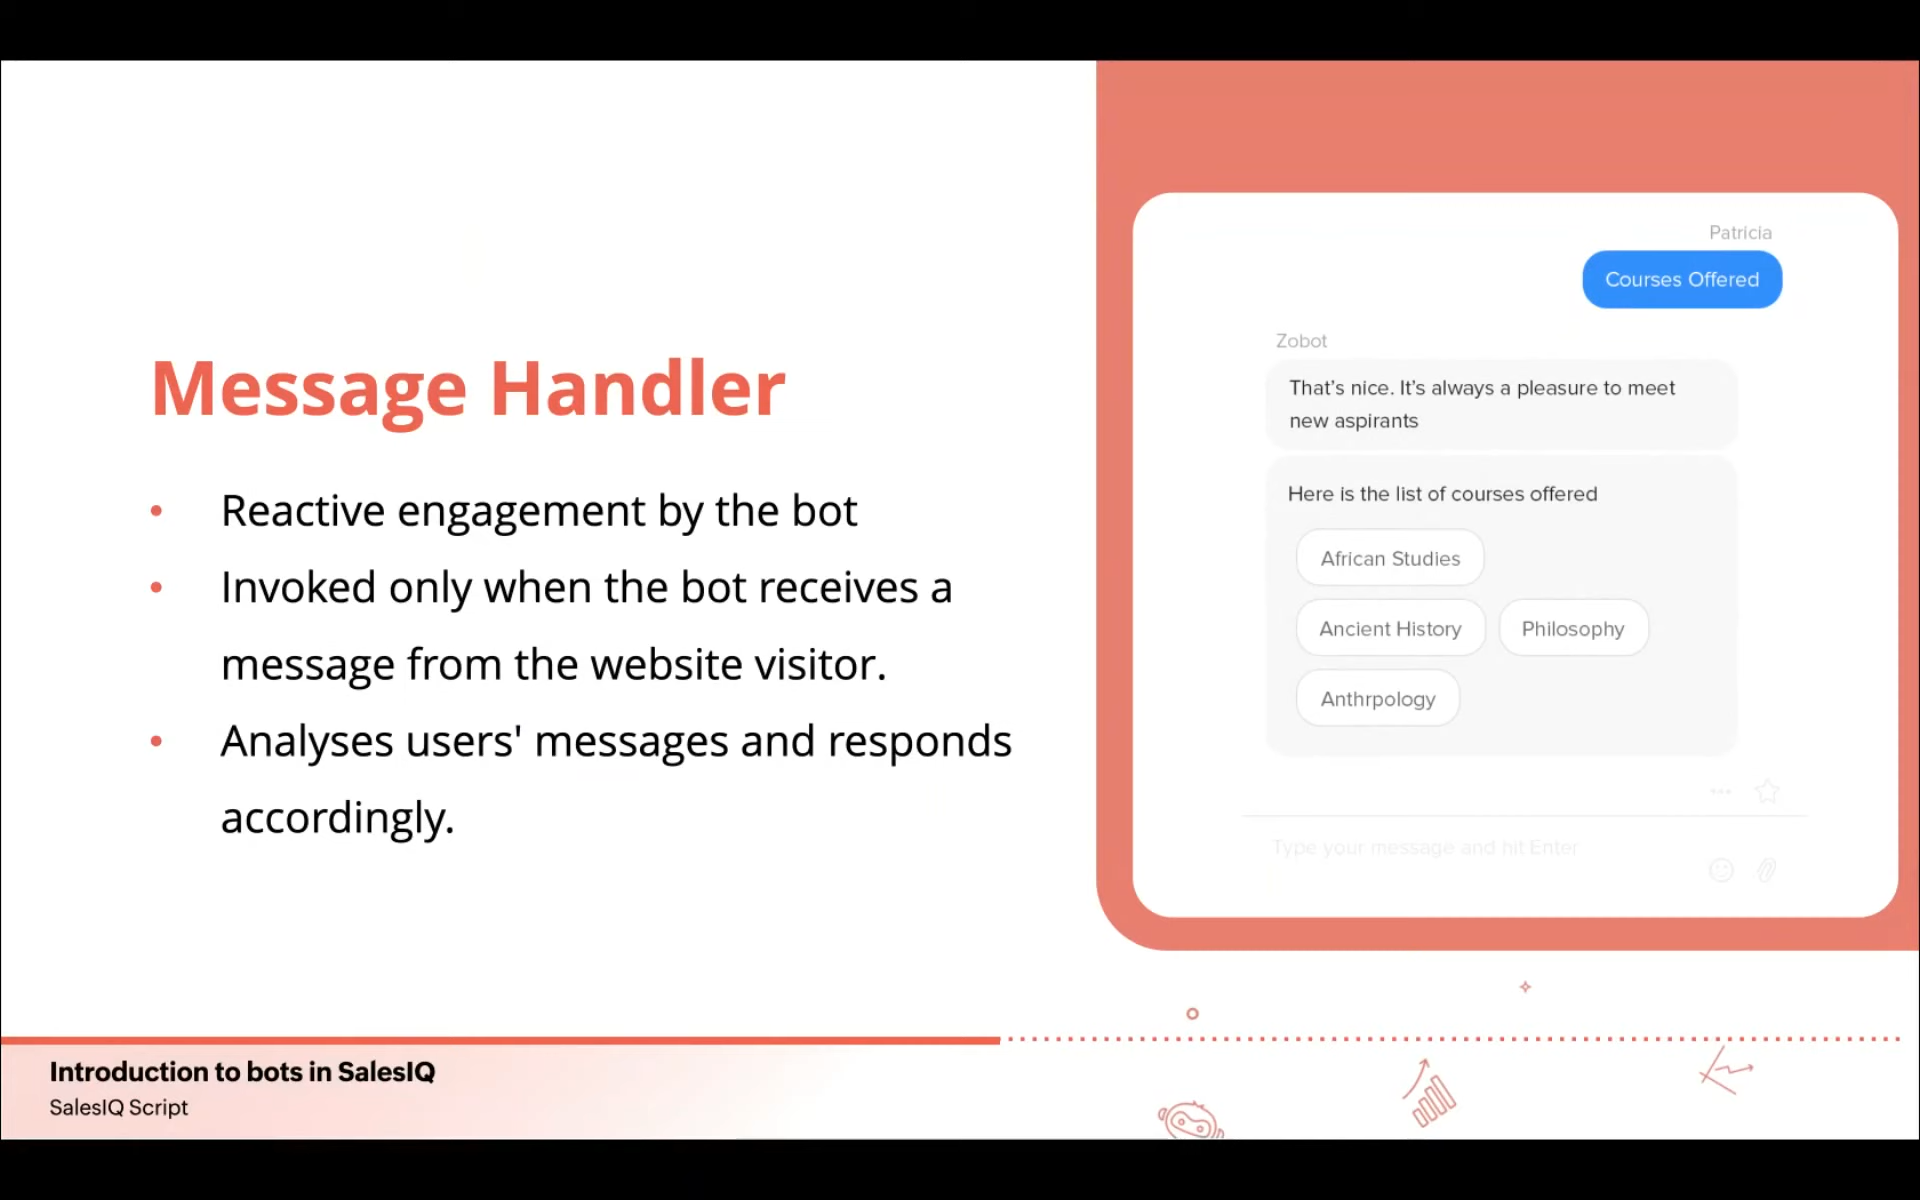 Message Handler
• Reactive engagement by the bot
• Invoked only when the bot receives a
message from the website visitor.
• Analyses users' messages and responds
accordingly.
Patricia
Courses Offered
Zobot
That's nice. It's always a pleasure to meet
new aspirants
Here is the list of courses offered
African Studies
Ancient History Philosophy
Anthrpology
Type your message and hit Enter
Introduction to bots in SalesIQ
SalesIQ Script